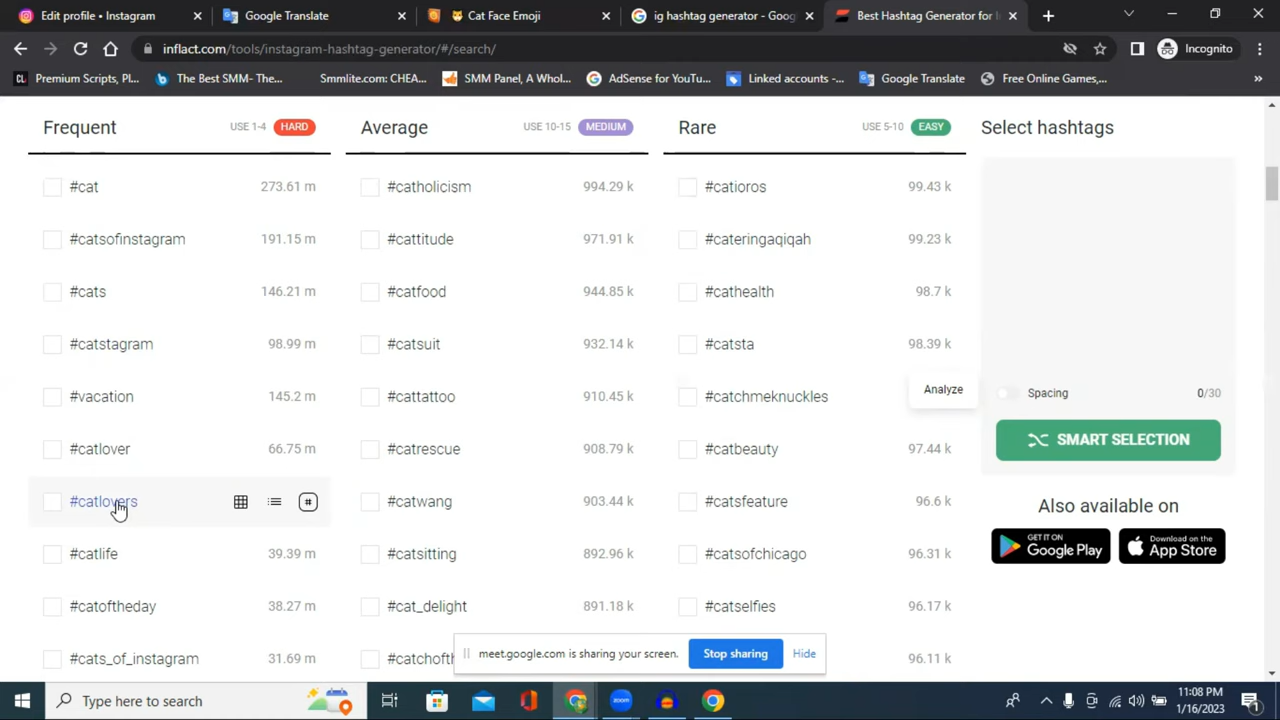 Edit profile • Instagram
Google Translate
Cat Face Emoji
ig hashtag generator - Goog
Best Hashtag Generator for I
inflact.com/tools/instagram-hashtag-generator/#/search/
Incognito
CL Premium Scripts, Pl...
b The Best SMM- The...
Smmlite.com: CHEA...
SMM Panel, A Whol...
AdSense for YouTu...
Linked accounts -...
Google Translate
Free Online Games,...
Frequent USE 1-4 HARD
Average USE 10-15 MEDIUM
Rare USE 5-10 EASY
Select hashtags
#cat 273.61 m
#catholicism 994.29 k
#catioros 99.43 k
#catsofinstagram 191.15 m
#cattitude 971.91 k
#cateringaqiqah 99.23 k
#cats 146.21 m
#catfood 944.85 k
#cathealth 98.7 k
#catstagram 98.99 m
#catsuit 932.14 k
#catsta 98.39 k
#vacation 145.2 m
#cattattoo 910.45 k
#catchmeknuckles
Analyze
Spacing 0/30
#catlover 66.75 m
#catrescue 908.79 k
#catbeauty 97.44 k
SMART SELECTION
#catlovers
#catwang 903.44 k
#catsfeature 96.6 k
Also available on
GET IT ON
Google Play
Download on the
App Store
#catlife 39.39 m
#catsitting 892.96 k
#catsofchicago 96.31 k
#catoftheday 38.27 m
#cat_delight 891.18 k
#catselfies 96.17 k
#cats_of_instagram 31.69 m
#catchofth
96.11 k
meet.google.com is sharing your screen.
Stop sharing
Hide
Type here to search
zoom
11:08 PM
1/16/2023
1